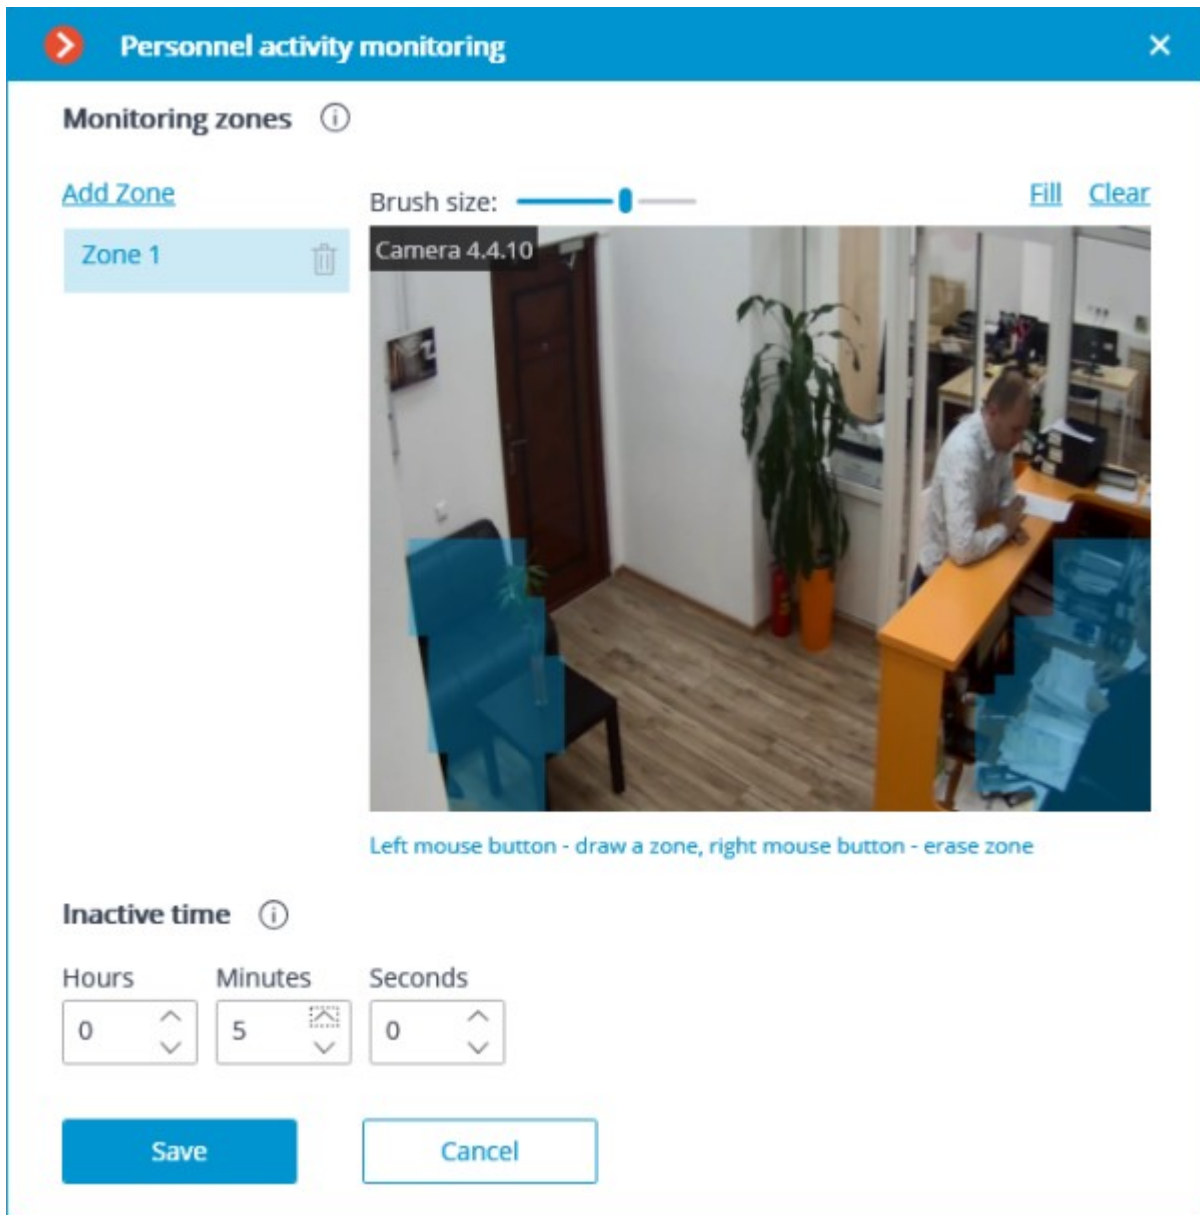 Personnel activity monitoring
Monitoring zones
Add Zone
Brush size:
Fill Clear
Zone 1
Camera 4.4.10
Left mouse button - draw a zone, right mouse button - erase zone
Inactive time
Hours Minutes Seconds
0 5 0
Save Cancel